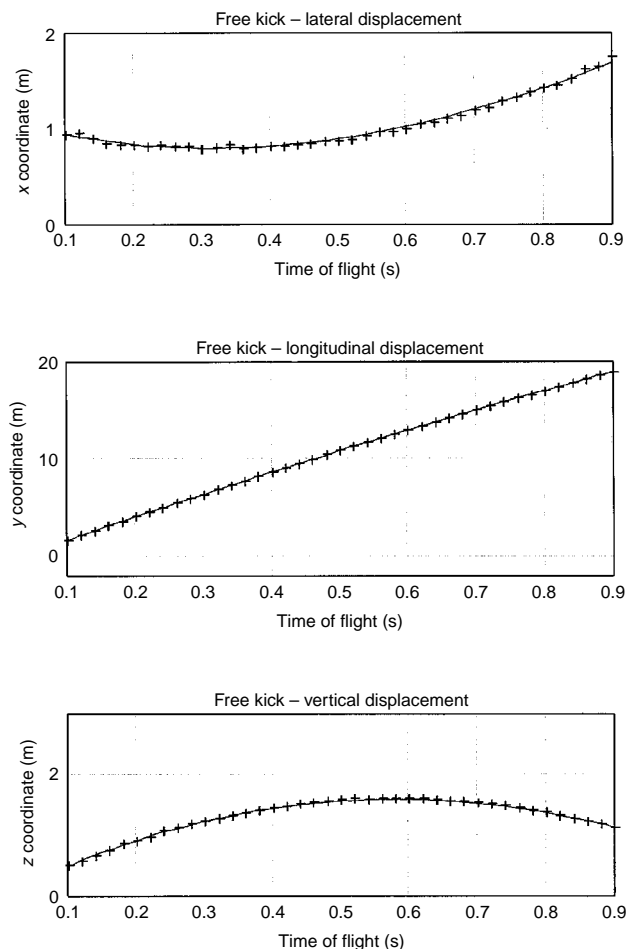 Free kick – lateral displacement
2
1
0
x coordinate (m)
0.1 0.2 0.3 0.4 0.5 0.6 0.7 0.8 0.9
Time of flight (s)
Free kick – longitudinal displacement
20
10
0
y coordinate (m)
0.1 0.2 0.3 0.4 0.5 0.6 0.7 0.8 0.9
Time of flight (s)
Free kick – vertical displacement
2
0
z coordinate (m)
0.1 0.2 0.3 0.4 0.5 0.6 0.7 0.8 0.9
Time of flight (s)